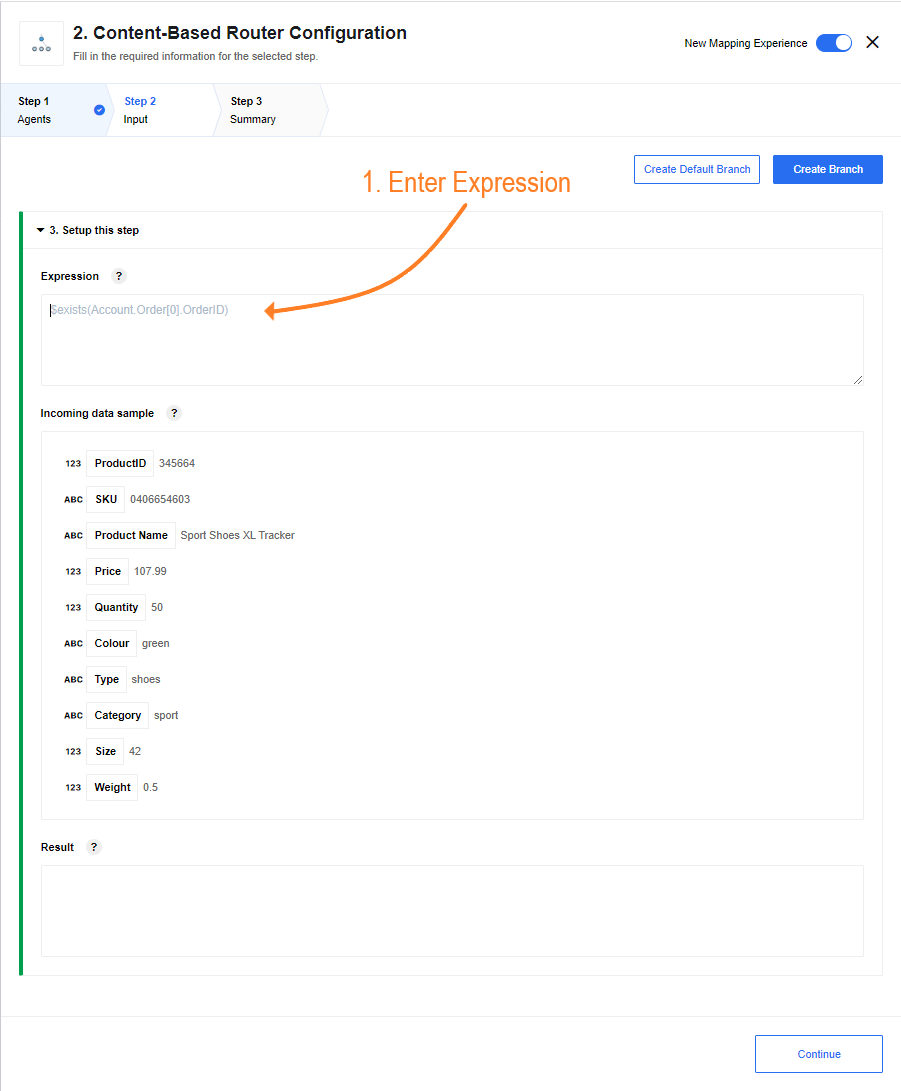 2. Content-Based Router Configuration
Fill in the required information for the selected step.
New Mapping Experience
Step 1
Agents
Step 2
Input
Step 3
Summary
1. Enter Expression
Create Default Branch
Create Branch
3. Setup this step
Expression ?
$exists(Account.Order[0].OrderID)
Incoming data sample ?
123 ProductID 345664
ABC SKU 0406654603
ABC Product Name Sport Shoes XL Tracker
123 Price 107.99
123 Quantity 50
ABC Colour green
ABC Type shoes
ABC Category sport
123 Size 42
123 Weight 0.5
Result ?
Continue